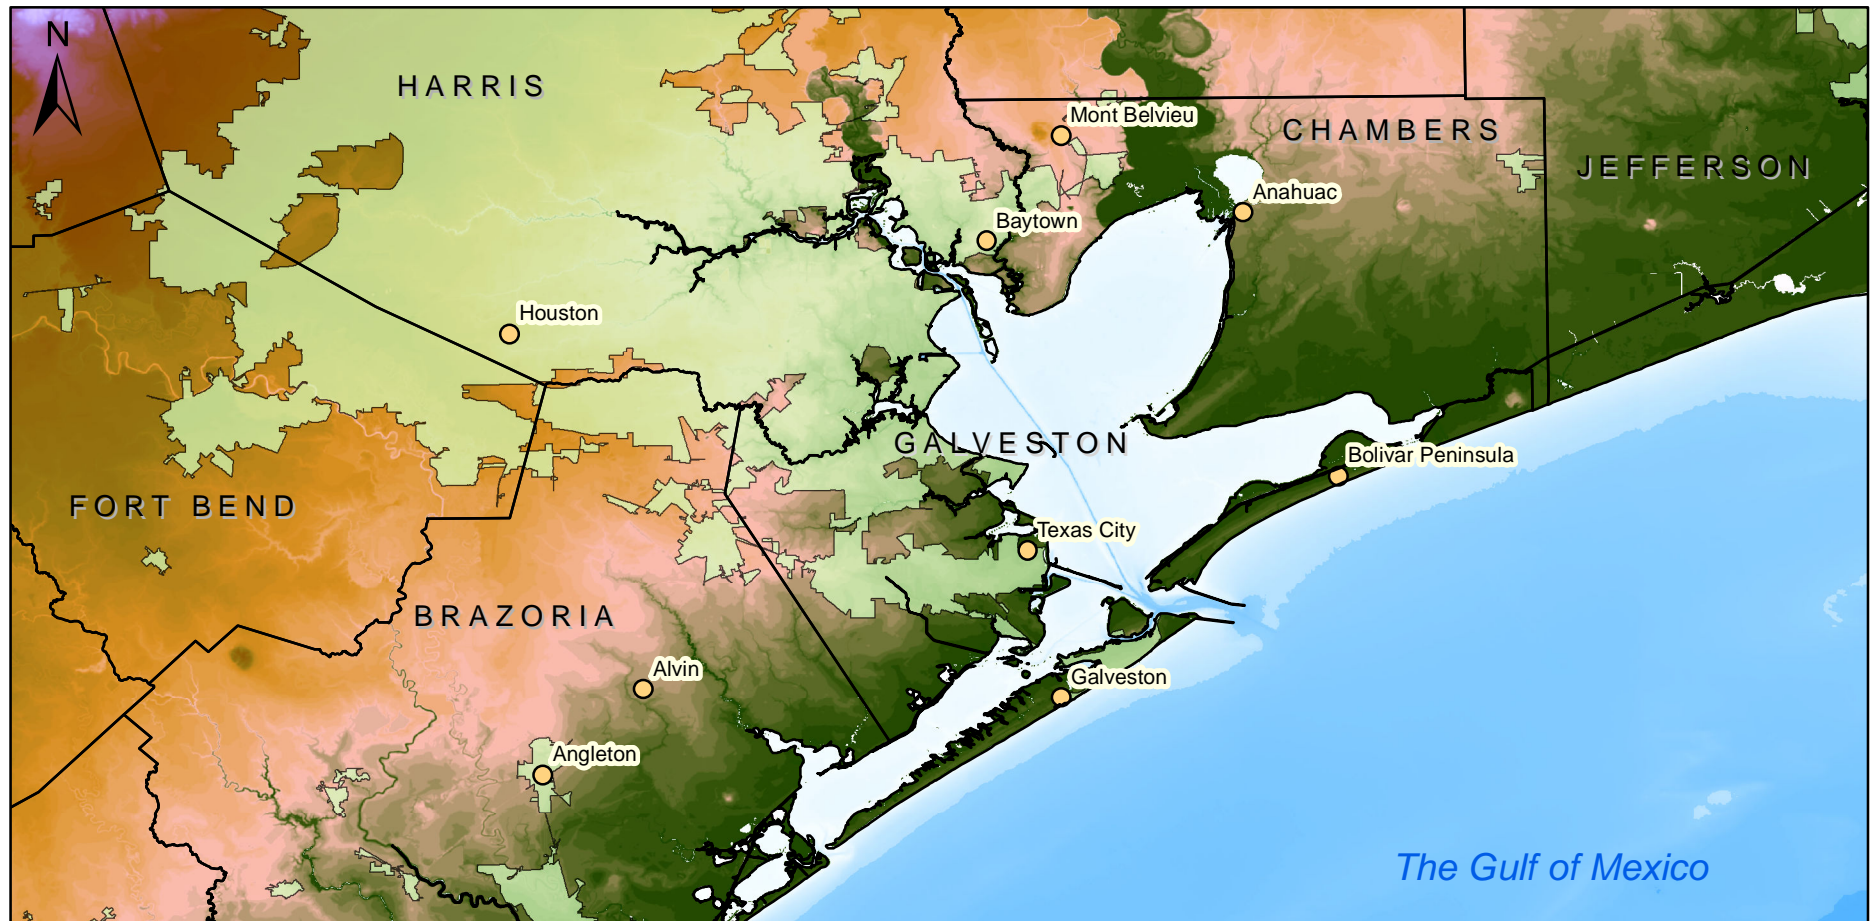 N
HARRIS
Mont Belvieu
CHAMBERS
JEFFERSON
Anahuac
Baytown
Houston
GALVESTON
Bolivar Peninsula
FORT BEND
Texas City
BRAZORIA
Alvin
Galveston
Angleton
The Gulf of Mexico